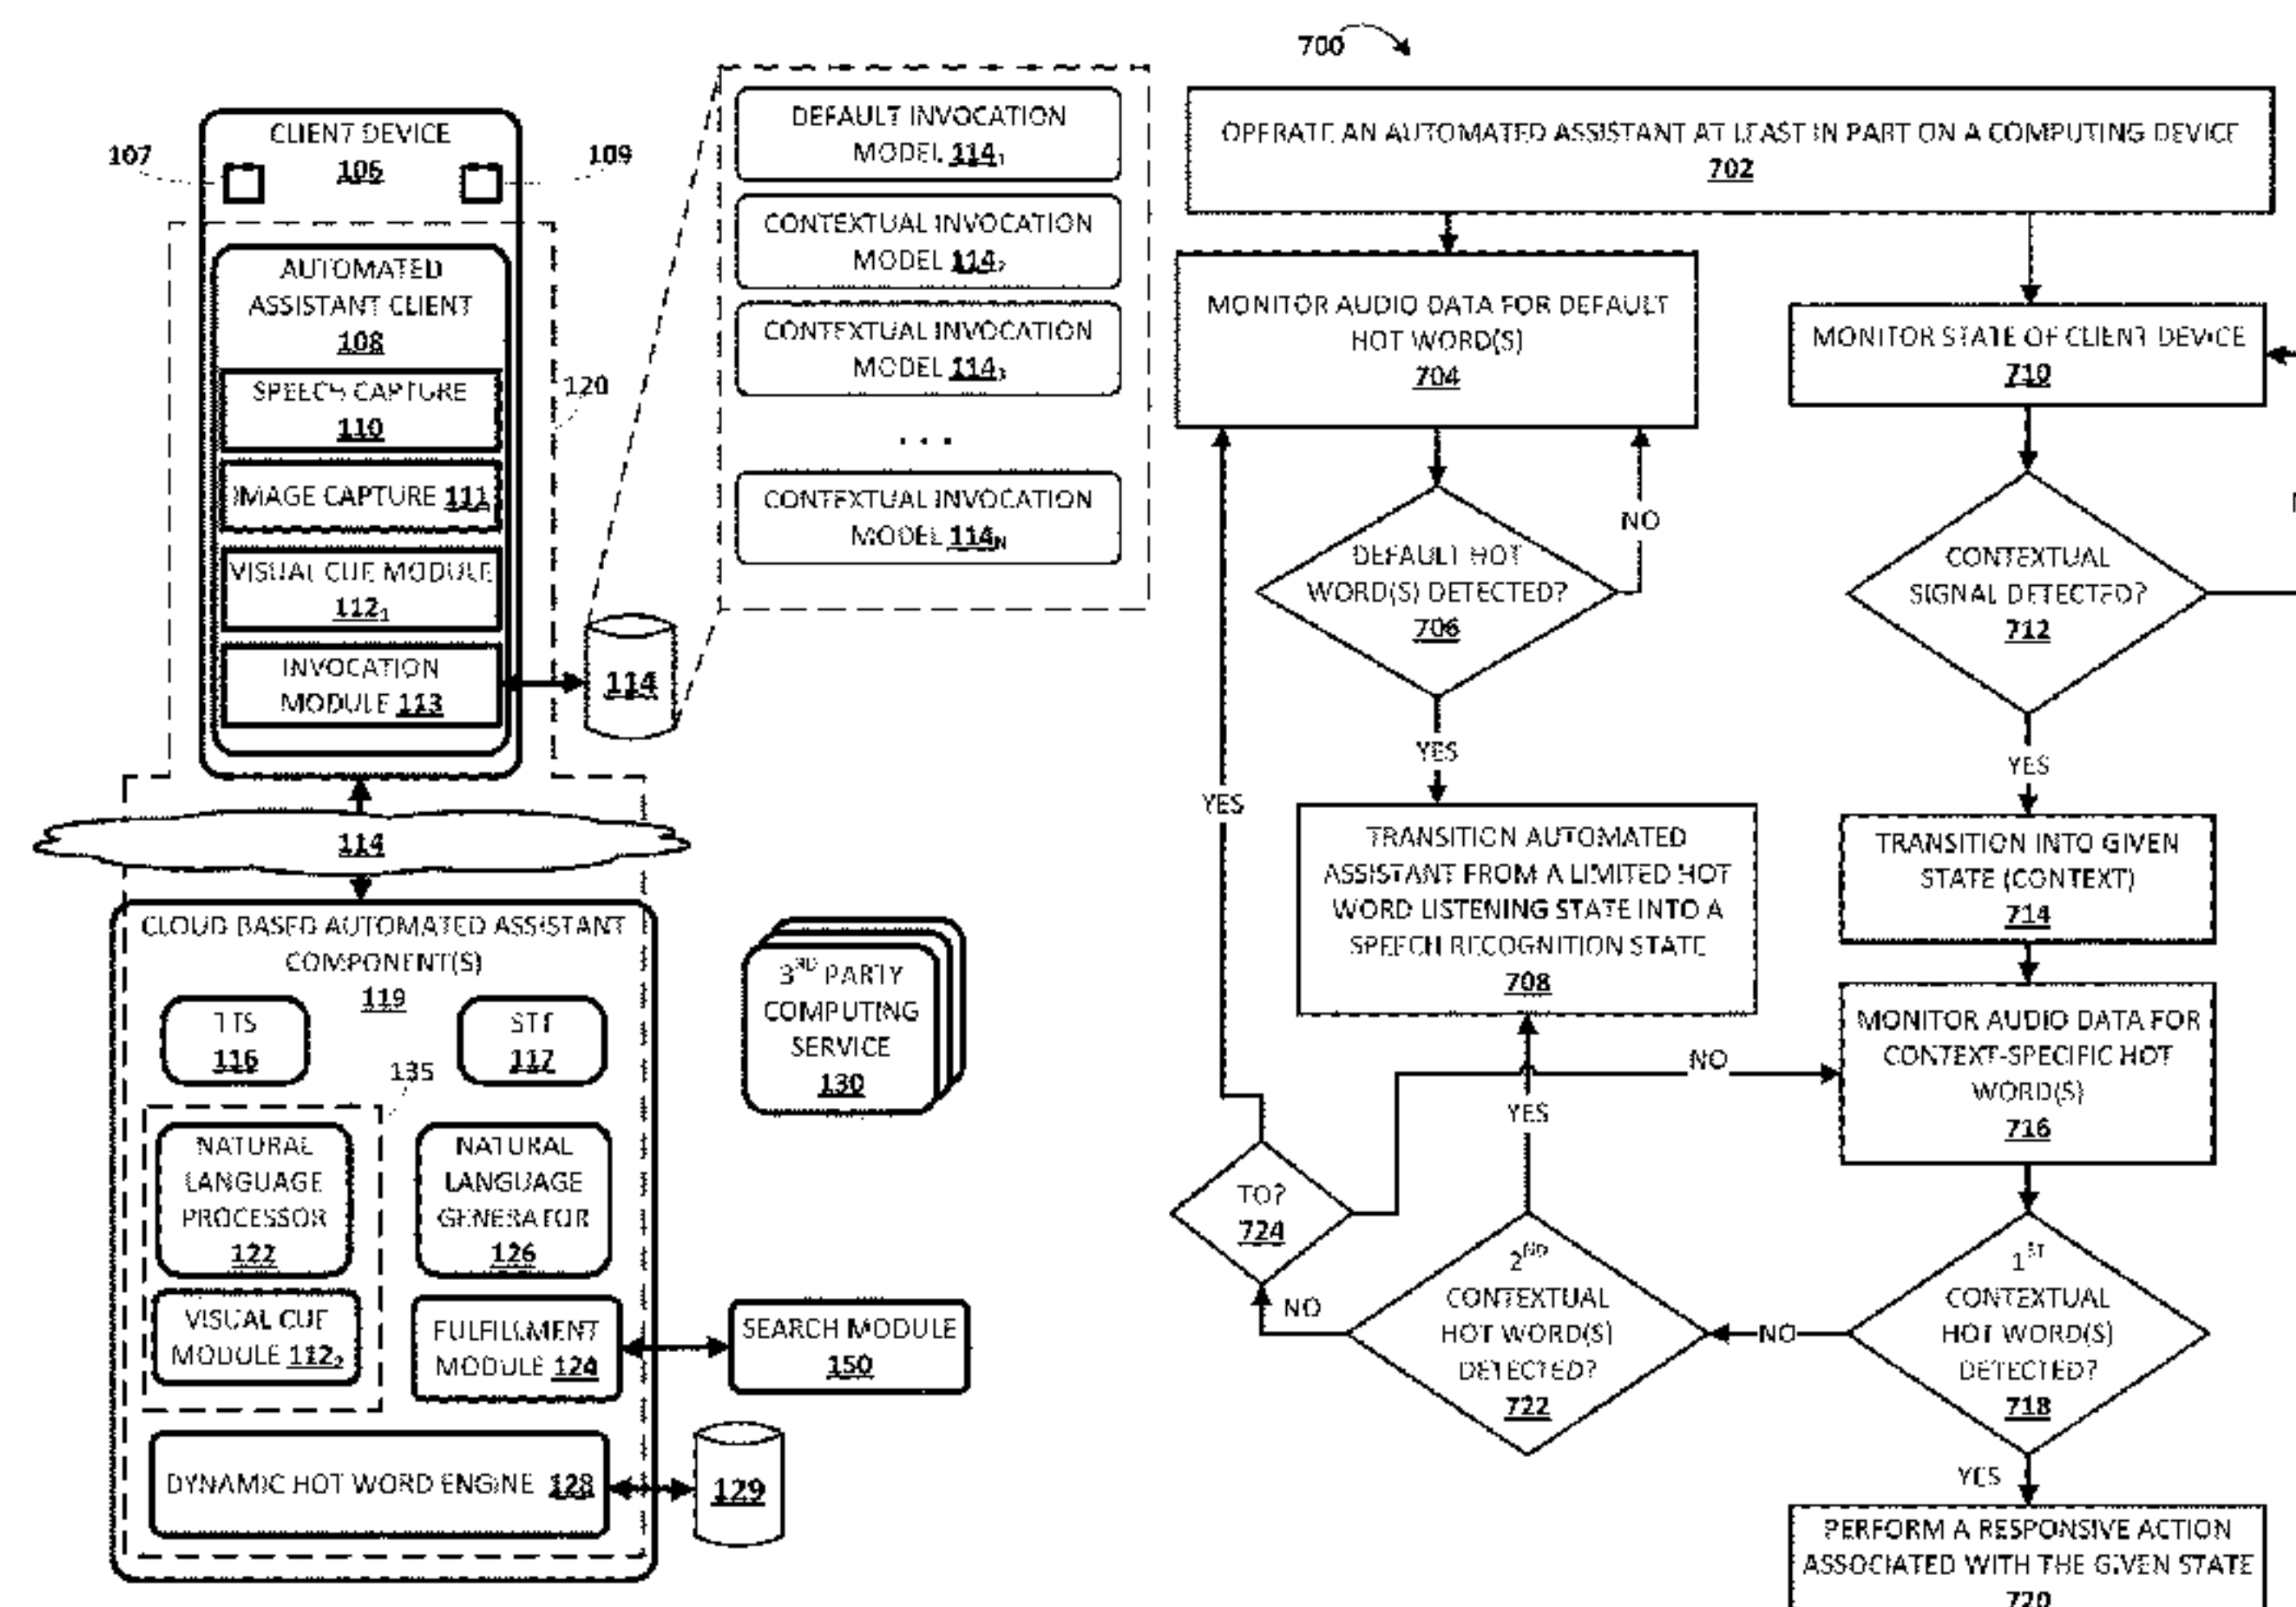 CLIENT DEVICE
106
107
109
AUTOMATED
ASSISTANT CLIENT
108
SPEECH CAPTURE
110
120
IMAGE CAPTURE 111
VISUAL CUE MODULE
112₁
INVOCATION
MODULE 113
114
DEFAULT INVOCATION
MODEL 114₁
CONTEXTUAL INVOCATION
MODEL 114₂
CONTEXTUAL INVOCATION
MODEL 114₃
...
CONTEXTUAL INVOCATION
MODEL 114N
114
CLOUD BASED AUTOMATED ASSISTANT
COMPONENT(S)
119
TTS
116
STT
117
135
NATURAL
LANGUAGE
PROCESSOR
122
NATURAL
LANGUAGE
GENERATOR
126
VISUAL CUE
MODULE 112₂
FULFILLMENT
MODULE 124
DYNAMIC HOT WORD ENGINE 128
129
3RD PARTY
COMPUTING
SERVICE
130
SEARCH MODULE
150
700
OPERATE AN AUTOMATED ASSISTANT AT LEAST IN PART ON A COMPUTING DEVICE
702
MONITOR AUDIO DATA FOR DEFAULT
HOT WORD(S)
704
MONITOR STATE OF CLIENT DEVICE
710
DEFAULT HOT
WORD(S) DETECTED?
706
NO
CONTEXTUAL
SIGNAL DETECTED?
712
YES
YES
YES
TRANSITION AUTOMATED
ASSISTANT FROM A LIMITED HOT
WORD LISTENING STATE INTO A
SPEECH RECOGNITION STATE
708
TRANSITION INTO GIVEN
STATE (CONTEXT)
714
MONITOR AUDIO DATA FOR
CONTEXT-SPECIFIC HOT
WORD(S)
716
NO
YES
TO?
724
NO
2ND
CONTEXTUAL
HOT WORD(S)
DETECTED?
722
NO
1ST
CONTEXTUAL
HOT WORD(S)
DETECTED?
718
YES
PERFORM A RESPONSIVE ACTION
ASSOCIATED WITH THE GIVEN STATE
720